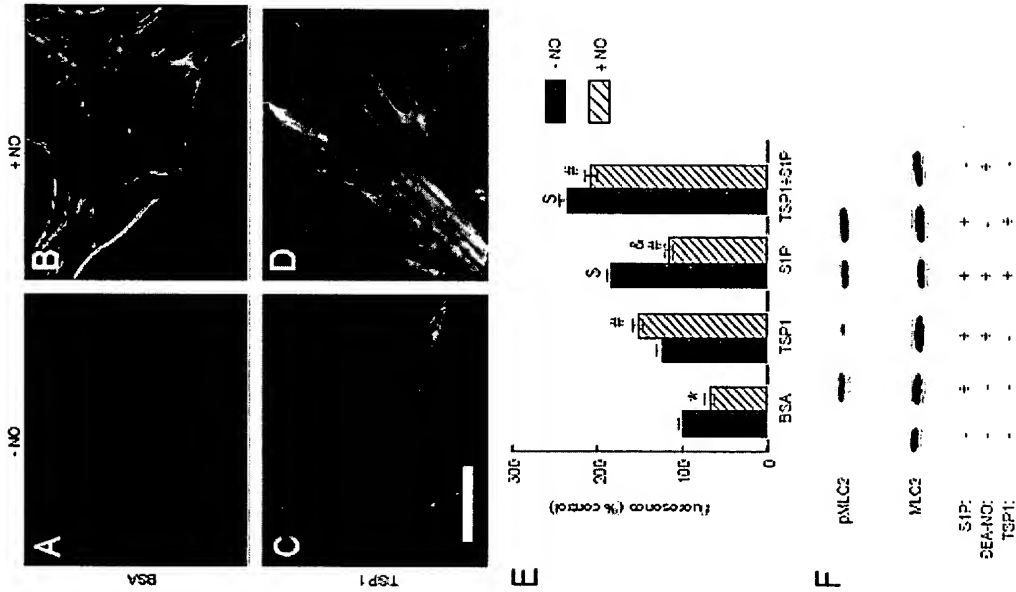 -NO
+NO
BSA
A
B
TSP1
C
D
E
- NO
+ NO
300
200
100
0
(% control)
*
#
$
&
##
$
#
BSA
TSP1
S1P
TSP1+S1P
F
pMLC2
MLC2
S1P: - + + + + -
DEA-NO: - - + + - +
TSP1: - - - + + -